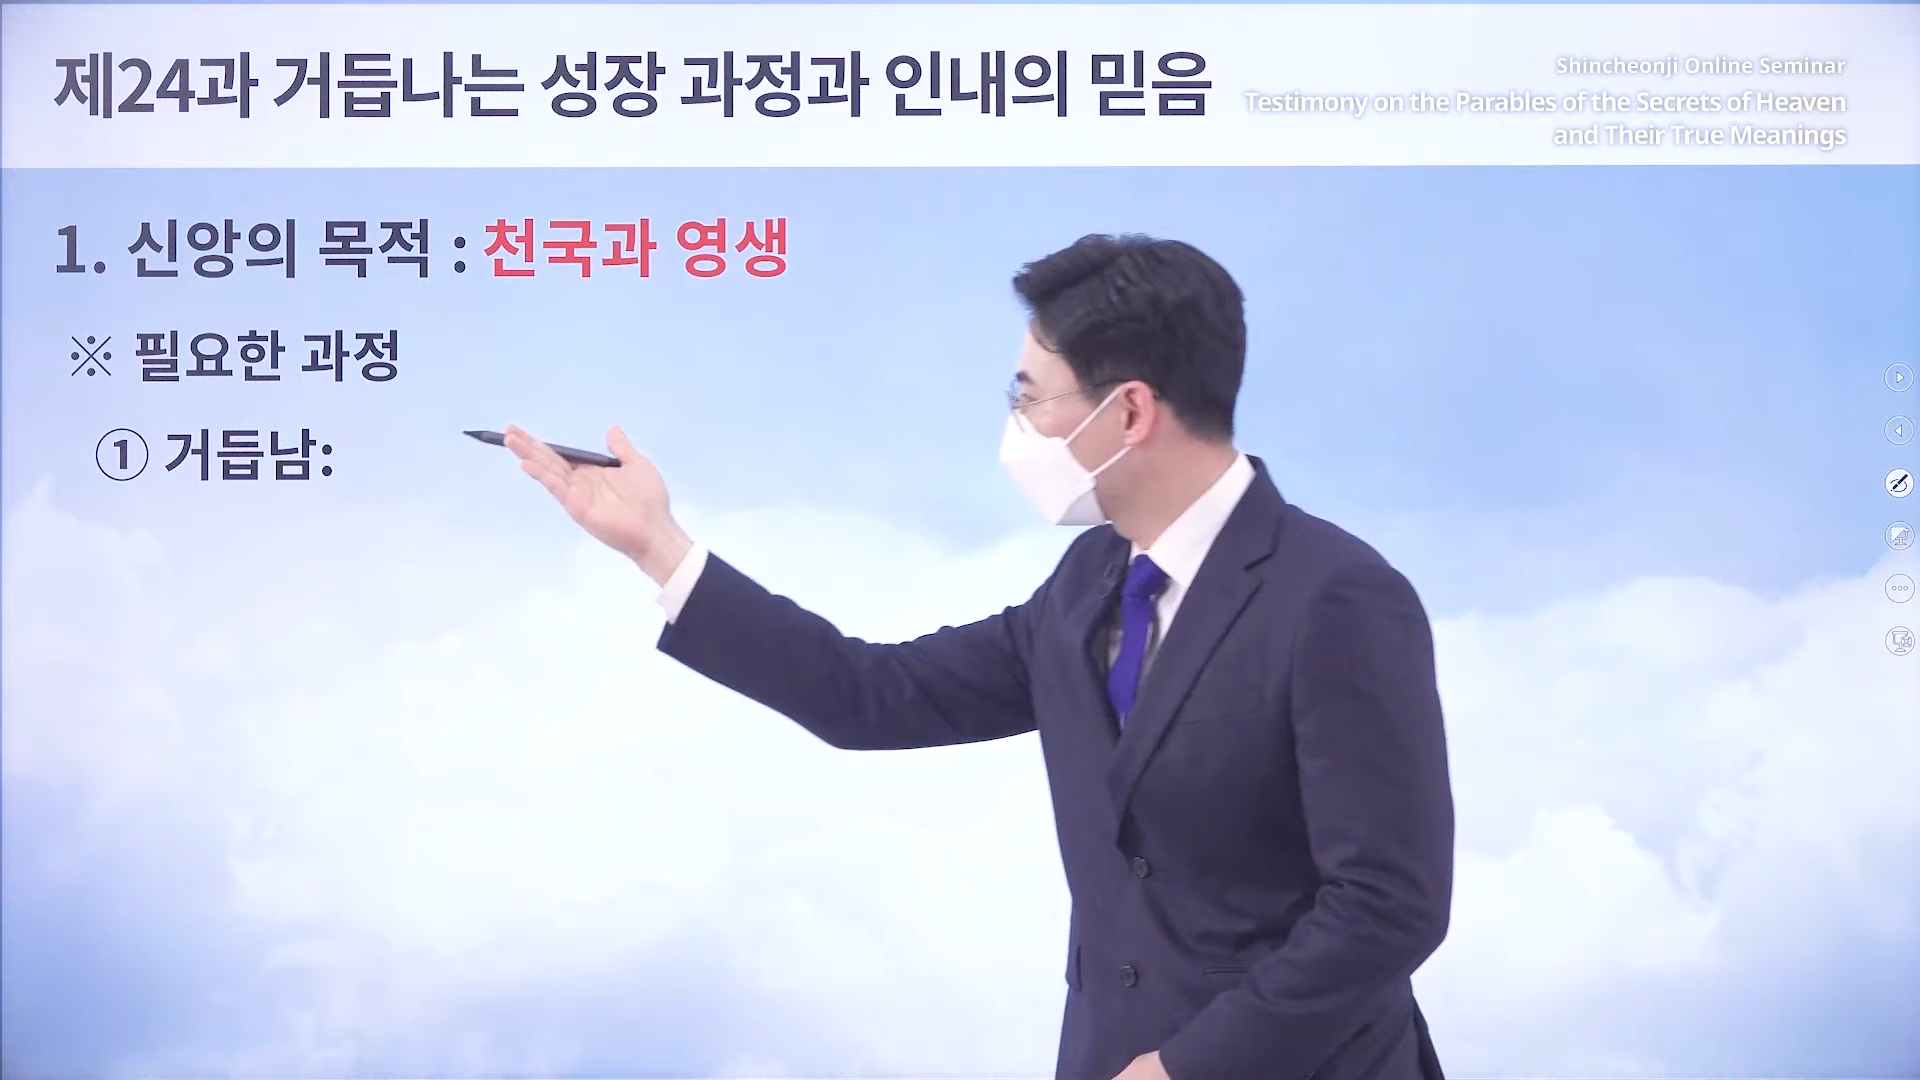 제24과 거듭나는 성장 과정과 인내의 믿음
Shincheonji Online Seminar
Testimony on the Parables of the Secrets of Heaven
and Their True Meanings
1. 신앙의 목적 : 천국과 영생
※ 필요한 과정
① 거듭남: